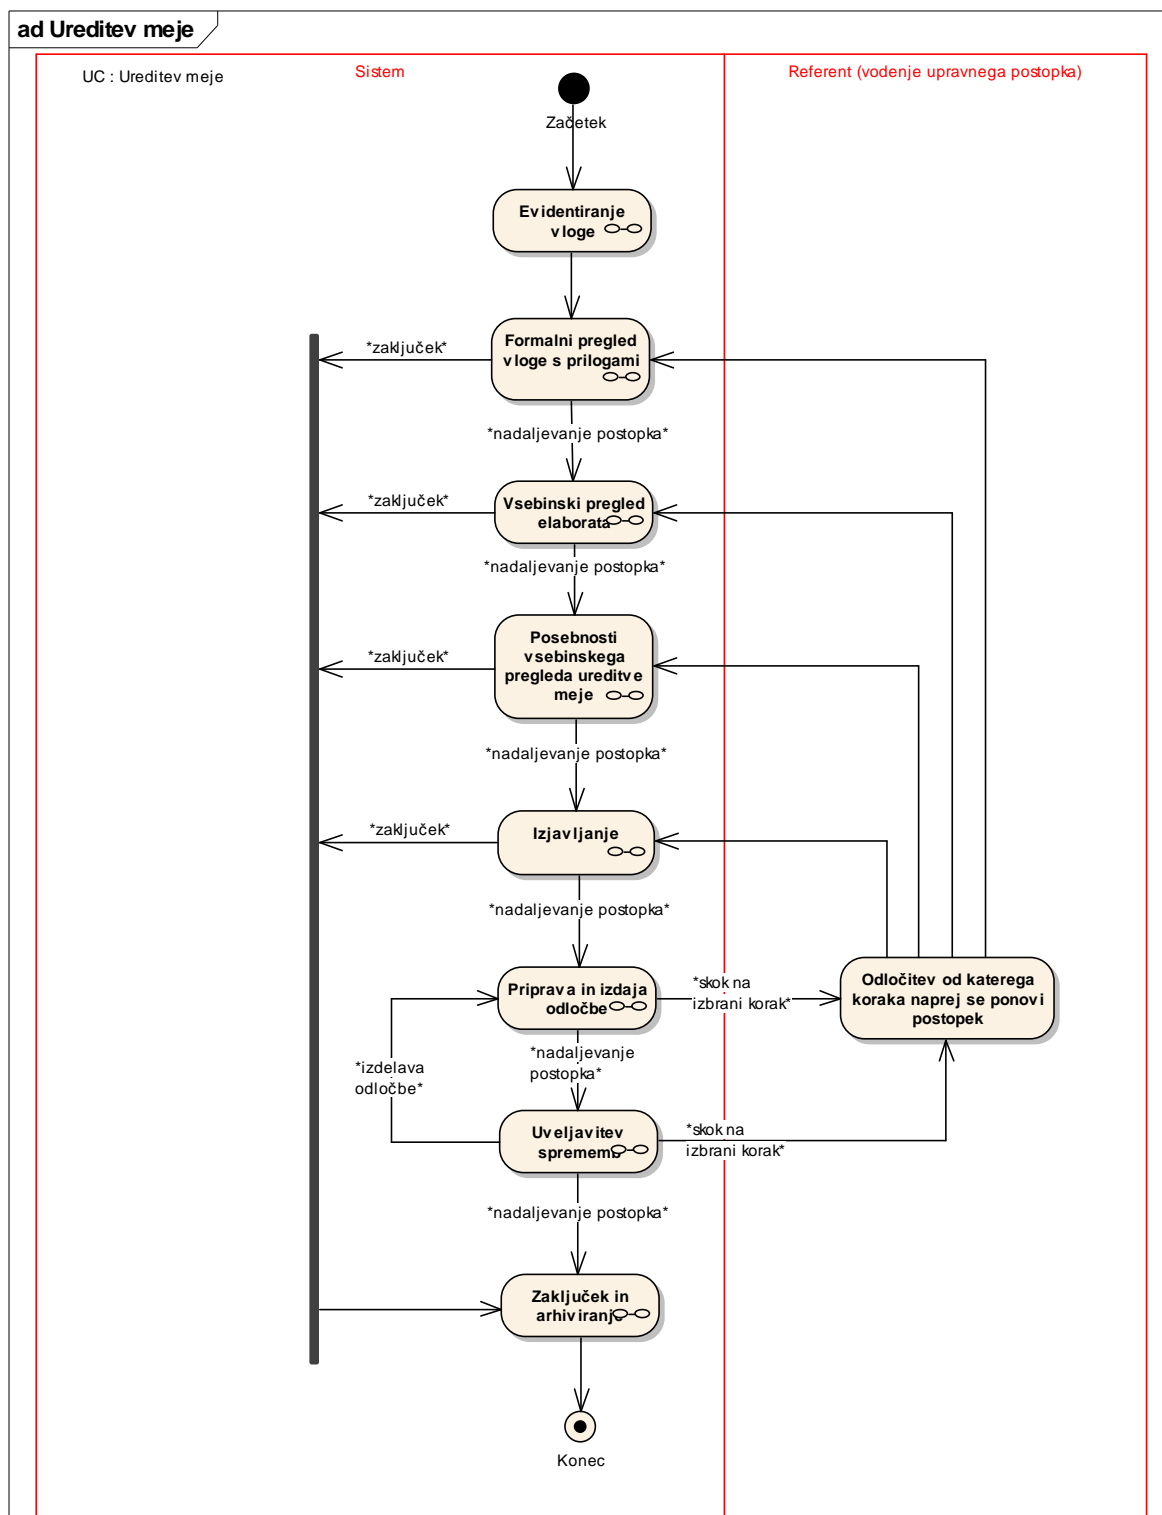 ad Ureditev meje
UC : Ureditev meje
Sistem
Referent (vodenje upravnega postopka)
Začetek
Evidentiranje
vloge
Formalni pregled
vloge s prilogami
*zaključek*
*nadaljevanje postopka*
Vsebinski pregled
elaborata
*zaključek*
*nadaljevanje postopka*
Posebnosti
vsebinskega
pregleda ureditve
meje
*zaključek*
*nadaljevanje postopka*
Izjavljanje
*zaključek*
*nadaljevanje postopka*
Priprava in izdaja
odločbe
*skok na
izbrani korak*
Odločitev od katerega
koraka naprej se ponovi
postopek
*nadaljevanje
postopka*
*izdelava
odločbe*
Uveljavitev
sprememb
*skok na
izbrani korak*
*nadaljevanje postopka*
Zaključek in
arhiviranje
Konec